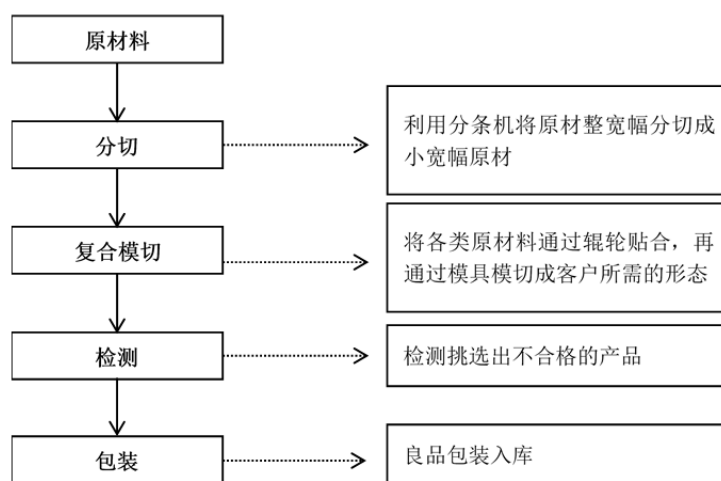 原材料
分切
利用分条机将原材整宽幅分切成
小宽幅原材
复合模切
将各类原材料通过辊轮贴合，再
通过模具模切成客户所需的形态
检测
检测挑选出不合格的产品
包装
良品包装入库